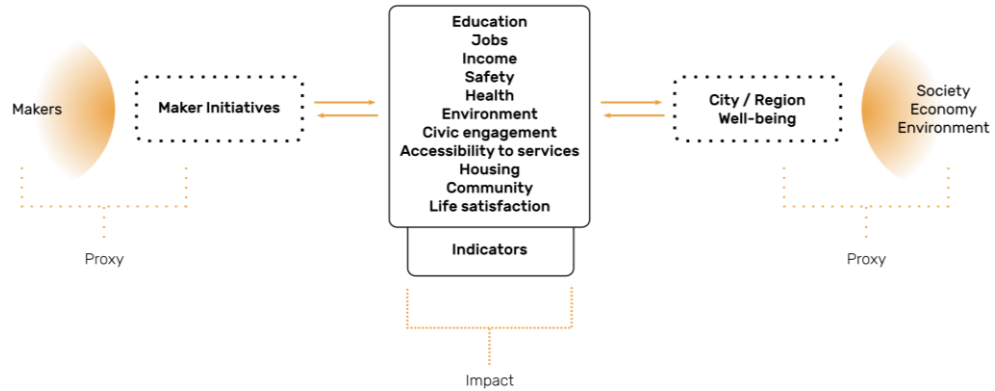 Makers
Maker Initiatives
Education
Jobs
Income
Safety
Health
Environment
Civic engagement
Accessibility to services
Housing
Community
Life satisfaction
Indicators
City / Region
Well-being
Society
Economy
Environment
Proxy
Impact
Proxy